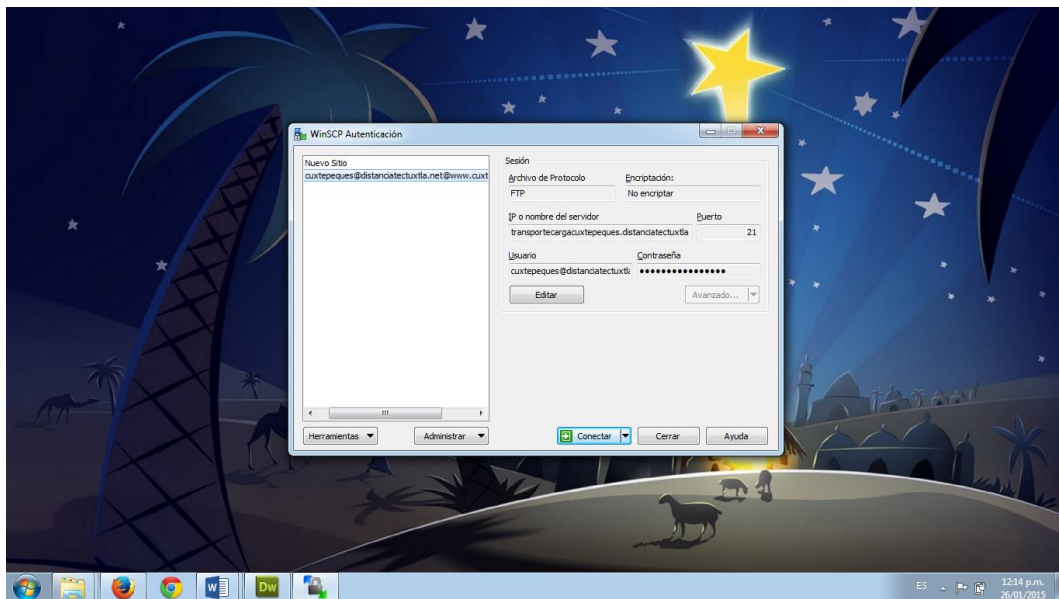 WinSCP Autenticación
Nuevo Sitio
cuxtepeques@distanciatectuxtla.net@www.cuxt
Sesión
Archivo de Protocolo Encriptación:
FTP No encriptar
IP o nombre del servidor Puerto
transportecargacuxtepeques.distanciatectuxtla 21
Usuario Contraseña
cuxtepeques@distanciatectuxtl ●●●●●●●●●●●●●●●●
Editar Avanzado...
Herramientas Administrar Conectar Cerrar Ayuda
W Dw ES 12:14 p.m.
26/01/2015